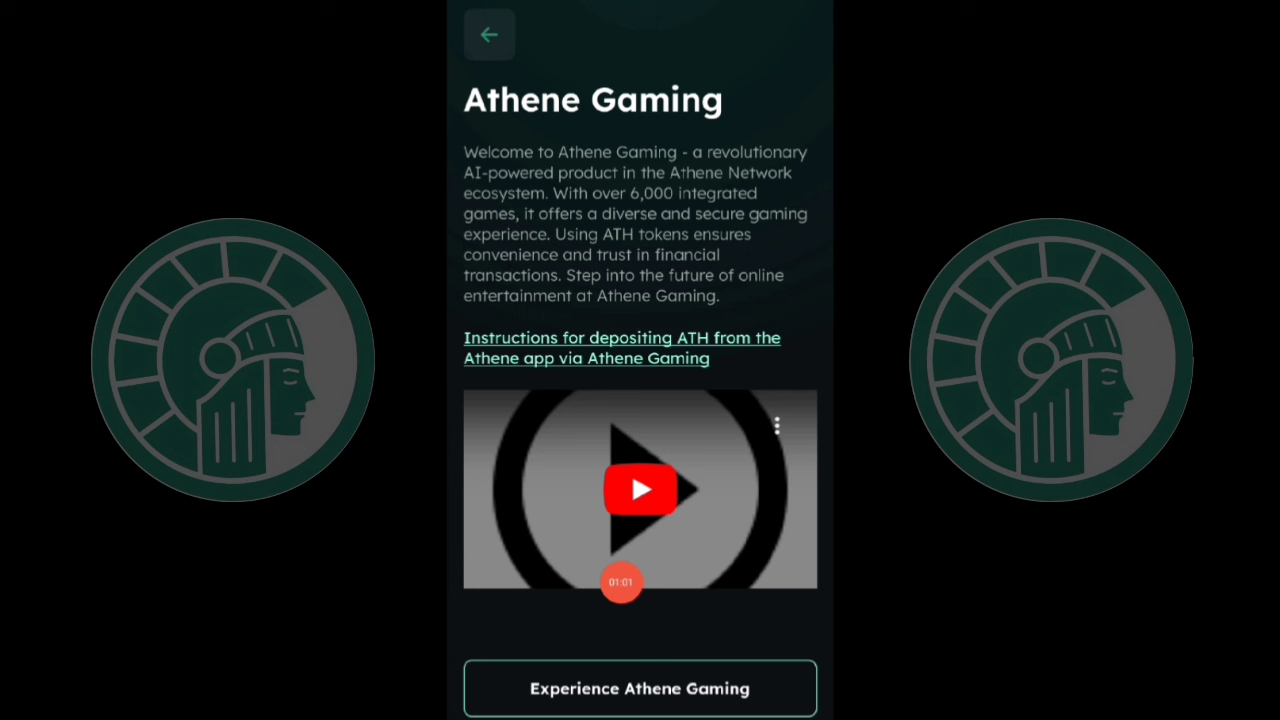 Athene Gaming
Welcome to Athene Gaming - a revolutionary
AI-powered product in the Athene Network
ecosystem. With over 6,000 integrated
games, it offers a diverse and secure gaming
experience. Using ATH tokens ensures
convenience and trust in financial
transactions. Step into the future of online
entertainment at Athene Gaming.
Instructions for depositing ATH from the
Athene app via Athene Gaming
01:01
Experience Athene Gaming